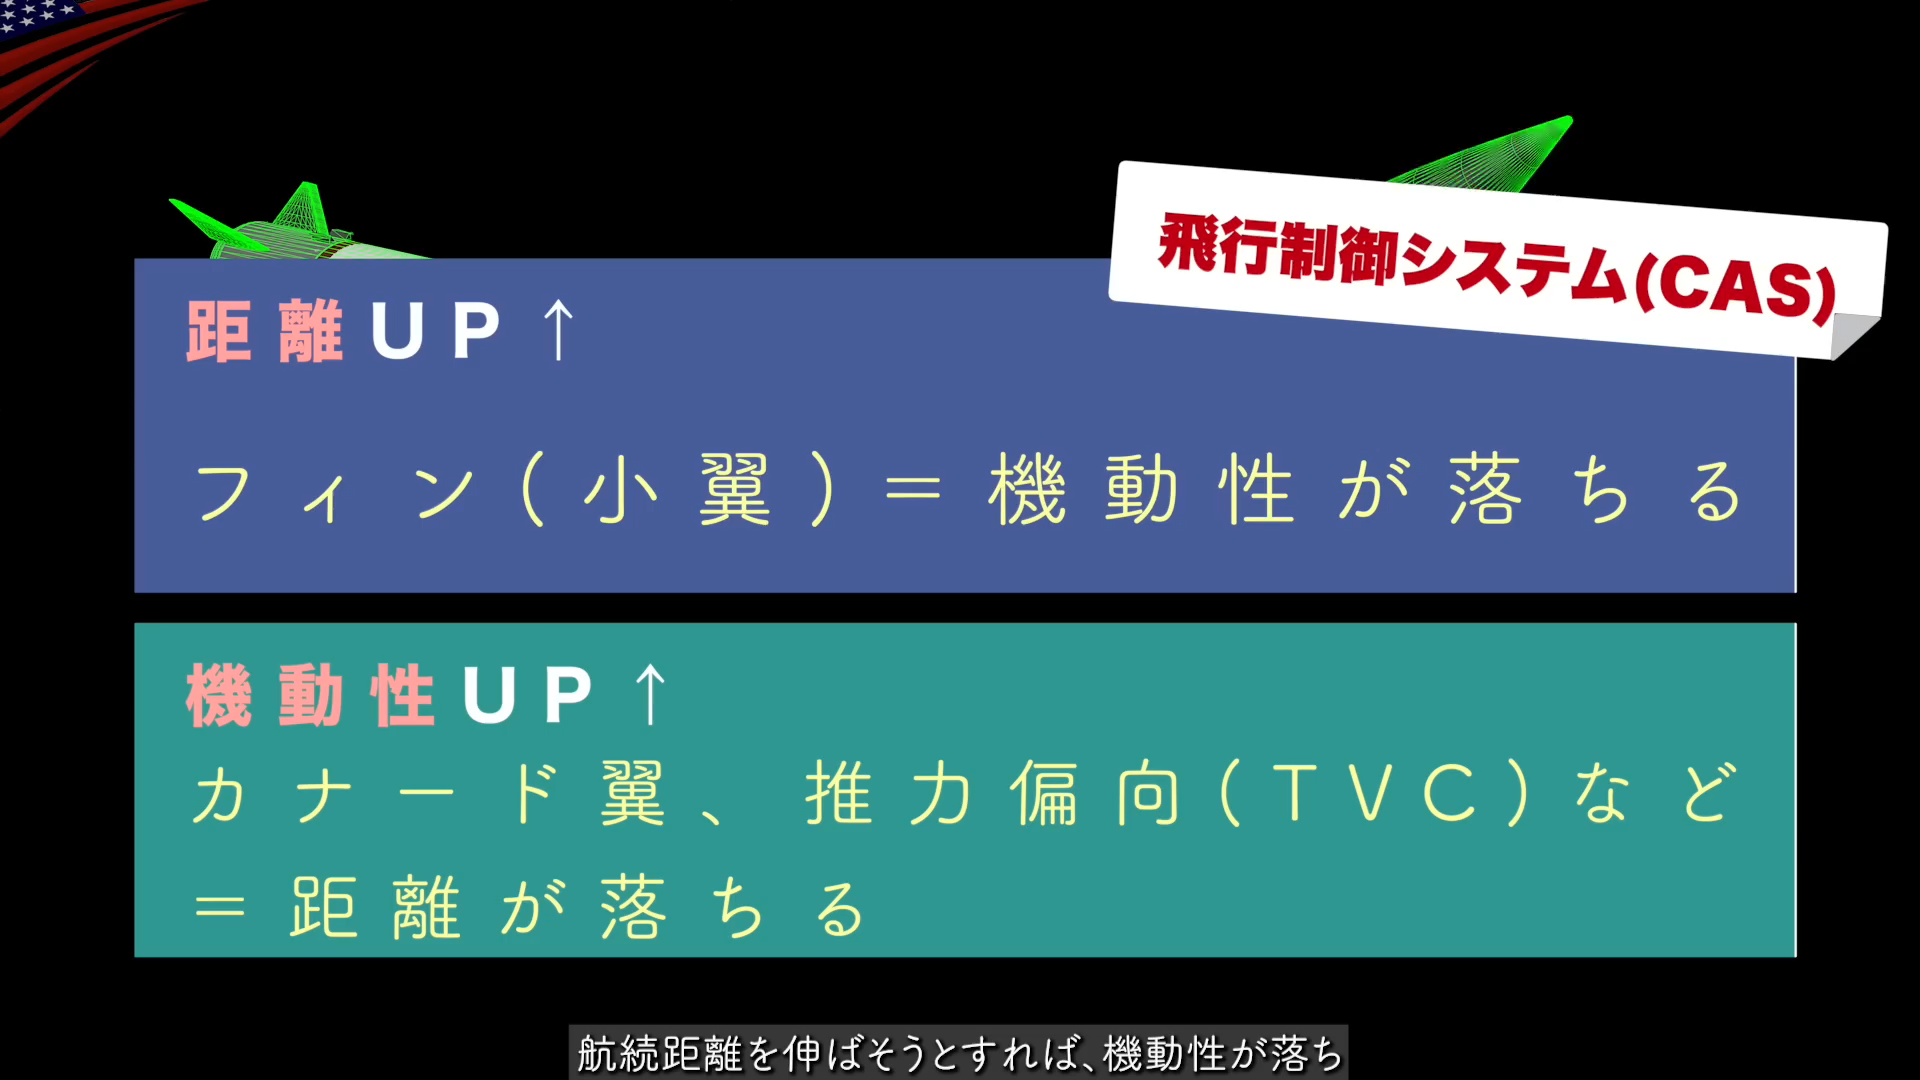 飛行制御システム(CAS)
距離UP↑
フィン(小翼)=機動性が落ちる
機動性UP↑
カナード翼、推力偏向(TVC)など
=距離が落ちる
航続距離を伸ばそうとすれば、機動性が落ち